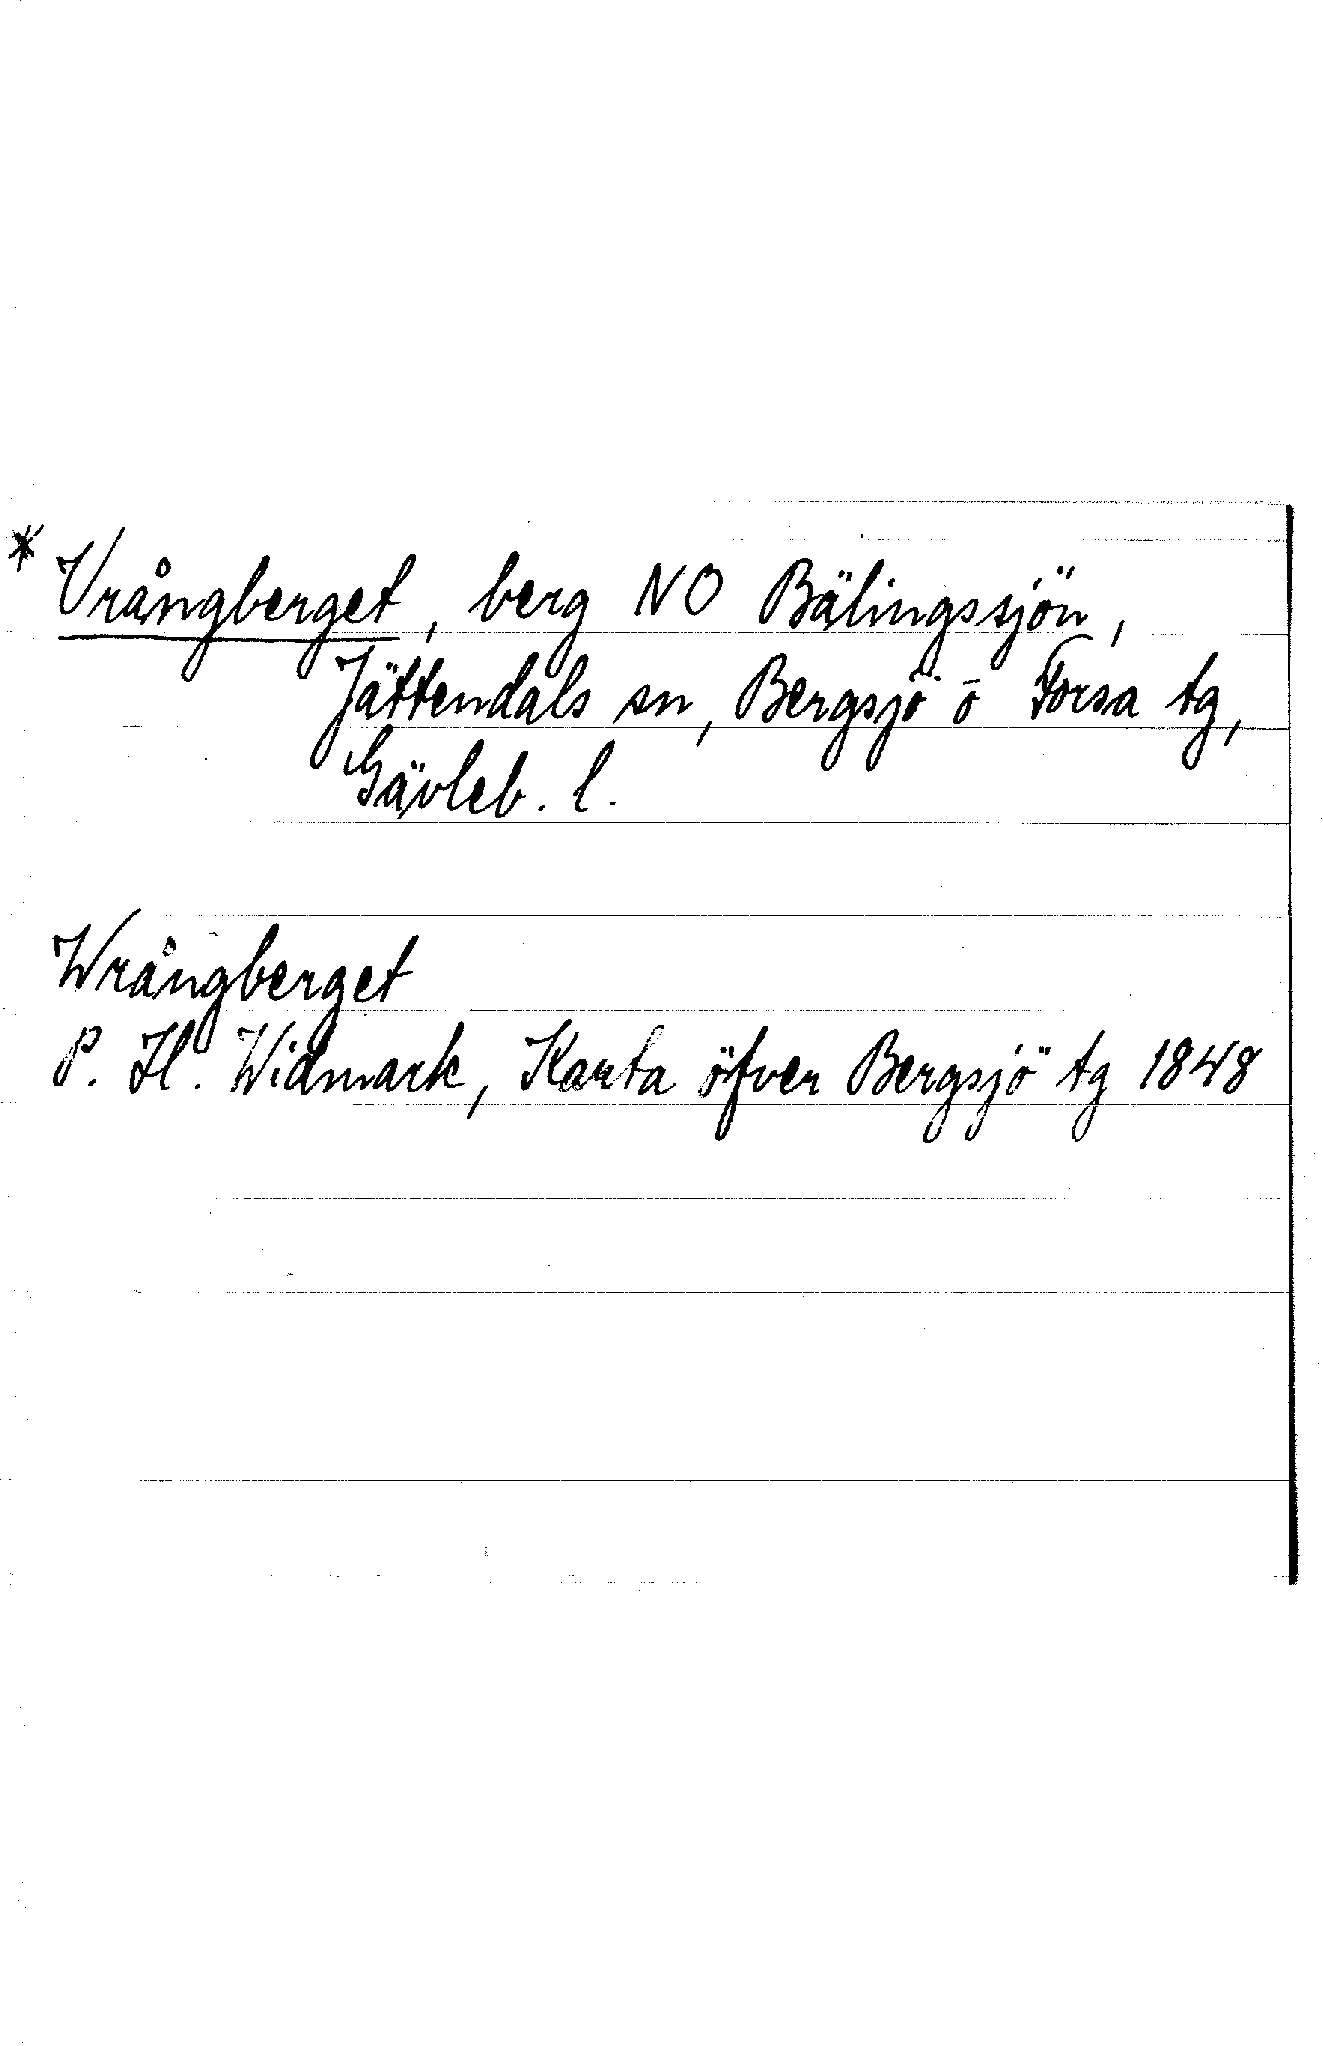 * Vrångberget, berg NO Bälingssjön,
Jättendals sn, Bergsjö o Forsa tg,
Gävleb. l.
Wrångberget
P. H. Widmark, Karta öfver Bergsjö tg 1848